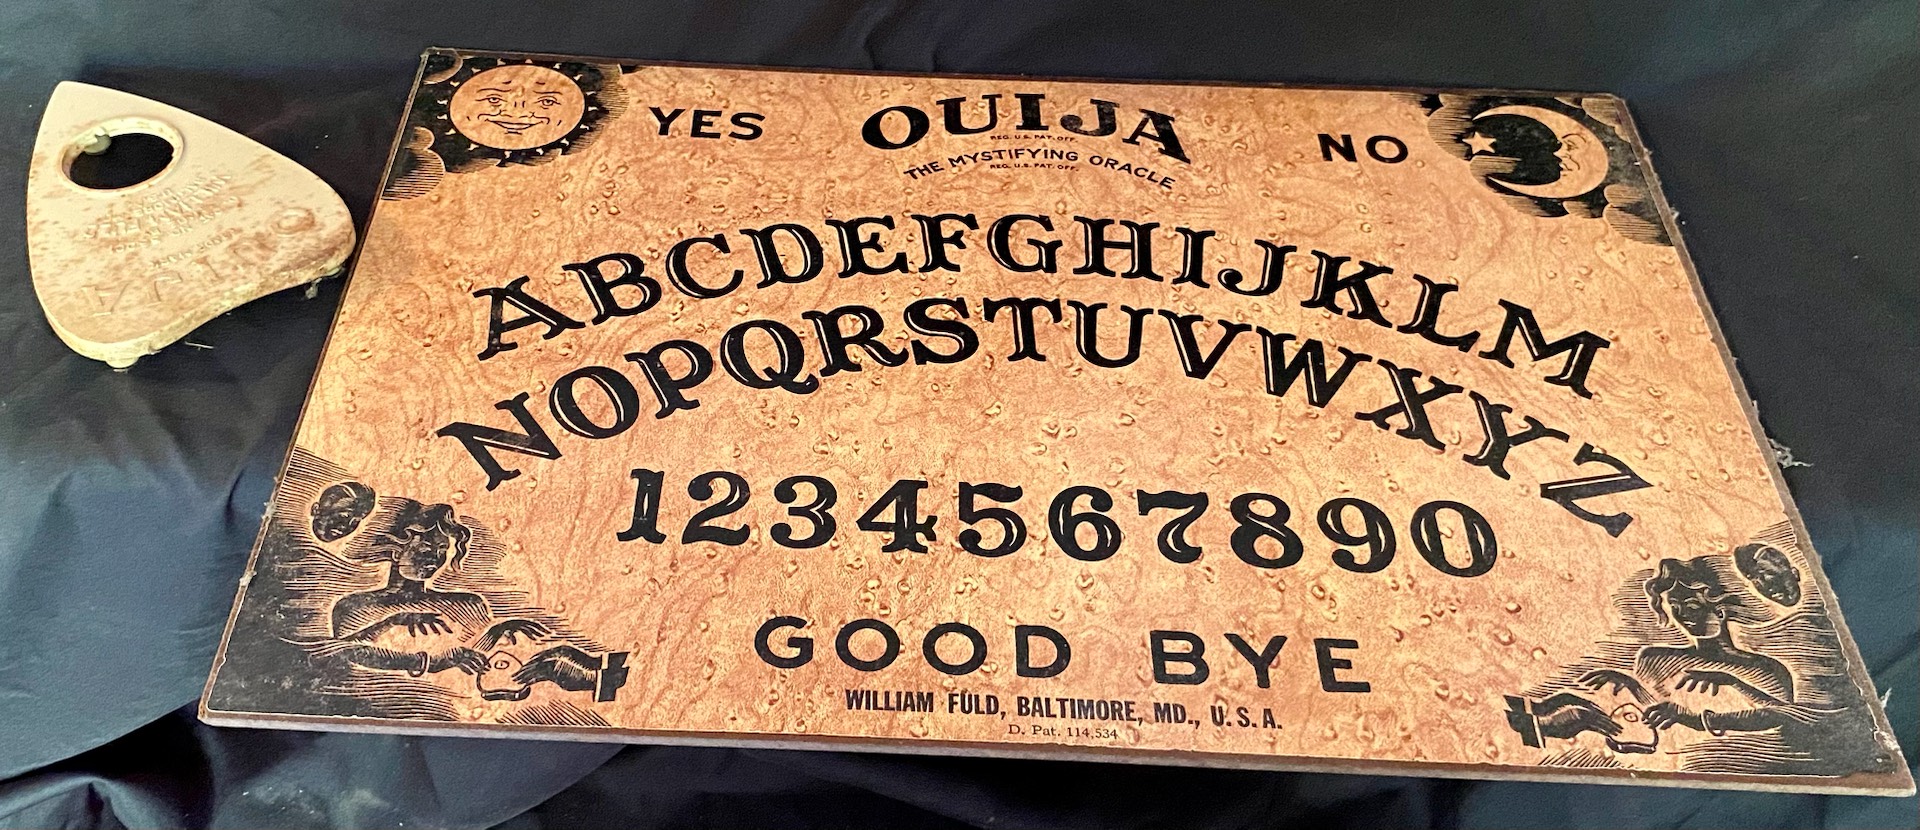 YES
OUIJA
REG. U.S. PAT. OFF.
THE MYSTIFYING ORACLE
REG. U.S. PAT. OFF.
NO
ABCDEFGHIJKLM
NOPQRSTUVWXYZ
1234567890
GOOD BYE
WILLIAM FULD, BALTIMORE, MD., U.S.A.
D. Pat. 114,534
OUIJA